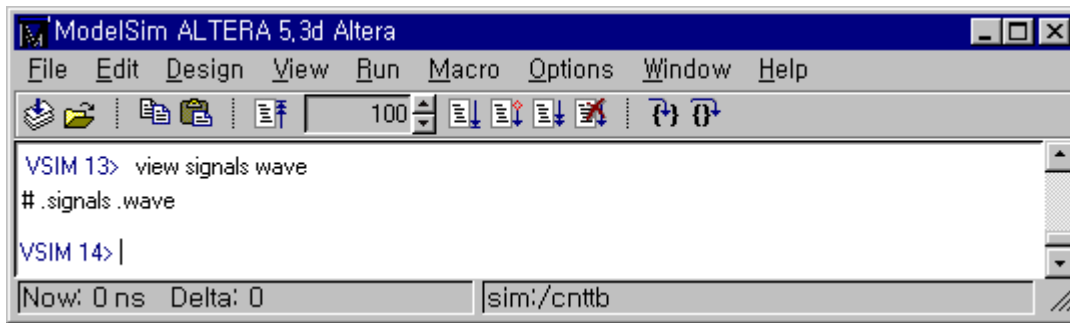 ModelSim ALTERA 5,3d Altera
File Edit Design View Run Macro Options Window Help
100
VSIM 13> view signals wave
# .signals .wave
VSIM 14>
Now: 0 ns Delta: 0 sim:/cnttb